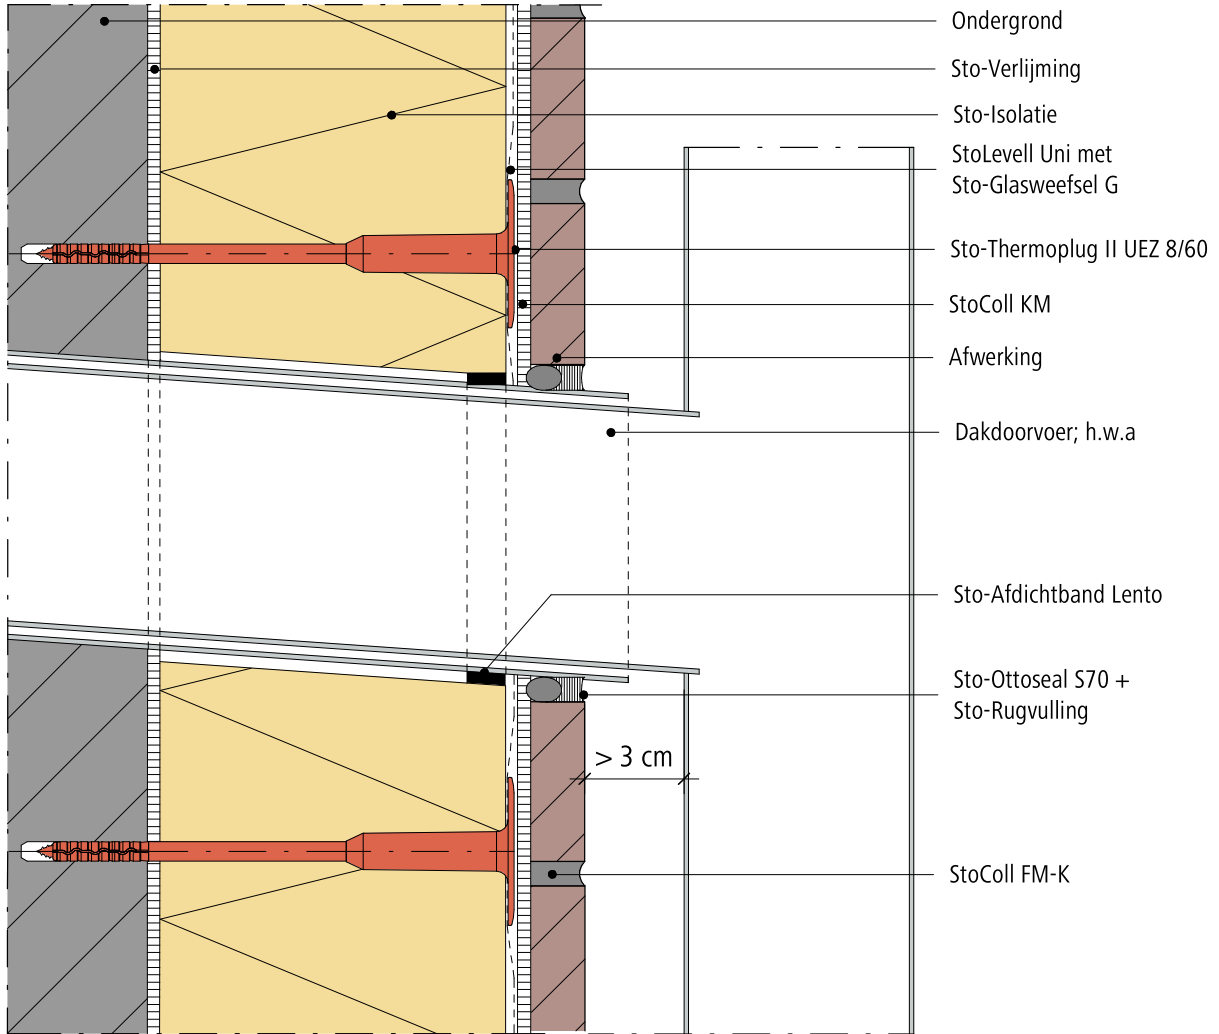 Ondergrond
Sto-Verlijming
Sto-Isolatie
StoLevell Uni met
Sto-Glasweefsel G
Sto-Thermoplug II UEZ 8/60
StoColl KM
Afwerking
Dakdoorvoer; h.w.a
Sto-Afdichtband Lento
Sto-Ottoseal S70 +
Sto-Rugvulling
> 3 cm
StoColl FM-K